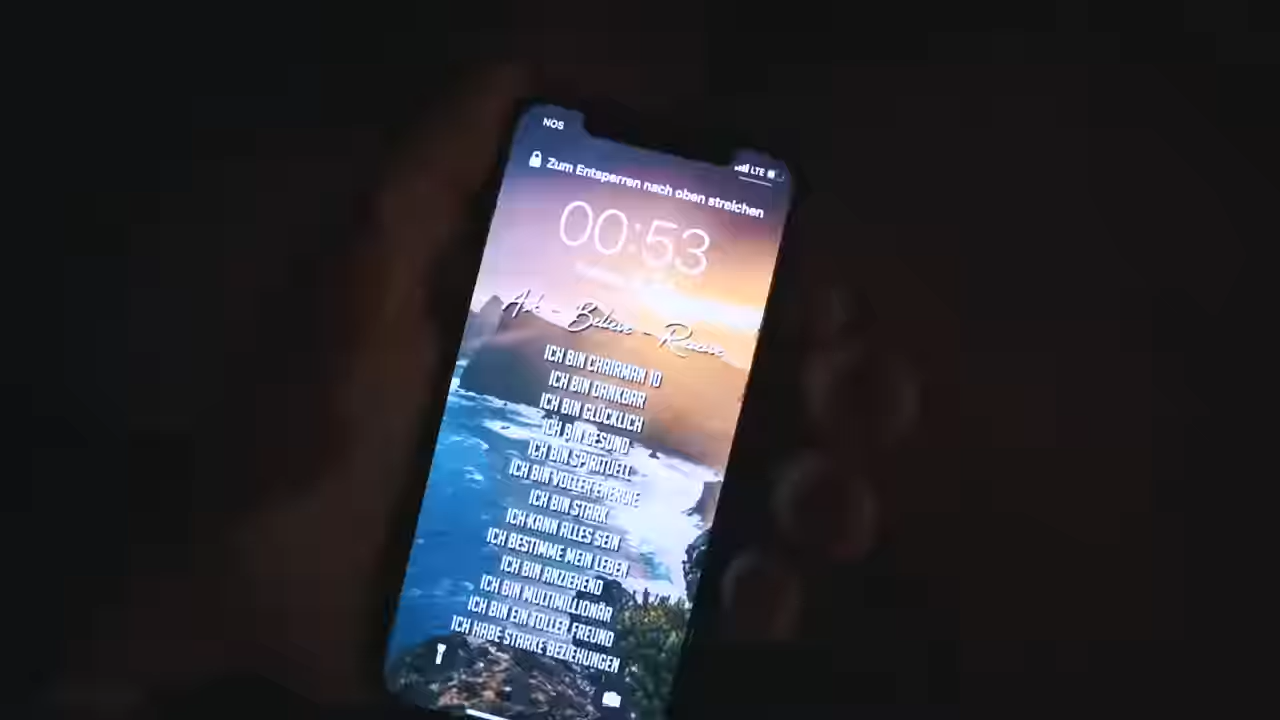 NOS
LTE
Zum Entsperren nach oben streichen
00:53
Ask - Believe - Receive
ICH BIN CHAIRMAN 10
ICH BIN DANKBAR
ICH BIN GLÜCKLICH
ICH BIN GESUND
ICH BIN SPIRITUELL
ICH BIN VOLLER ENERGIE
ICH BIN STARK
ICH KANN ALLES SEIN
ICH BESTIMME MEIN LEBEN
ICH BIN ANZIEHEND
ICH BIN MULTIMILLIONÄR
ICH BIN EIN TOLLER FREUND
ICH HABE STARKE BEZIEHUNGEN